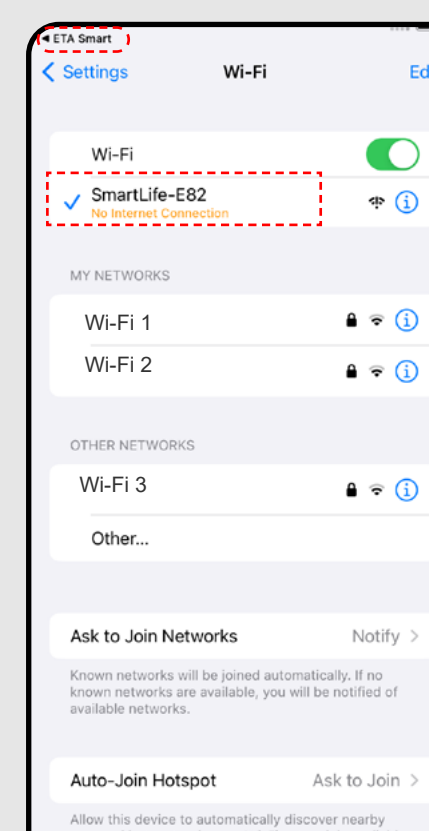 ETA Smart
Settings
Wi-Fi
Ed
Wi-Fi
SmartLife-E82
No Internet Connection
MY NETWORKS
Wi-Fi 1
Wi-Fi 2
OTHER NETWORKS
Wi-Fi 3
Other...
Ask to Join Networks
Notify
Known networks will be joined automatically. If no
known networks are available, you will be notified of
available networks.
Auto-Join Hotspot
Ask to Join
Allow this device to automatically discover nearby